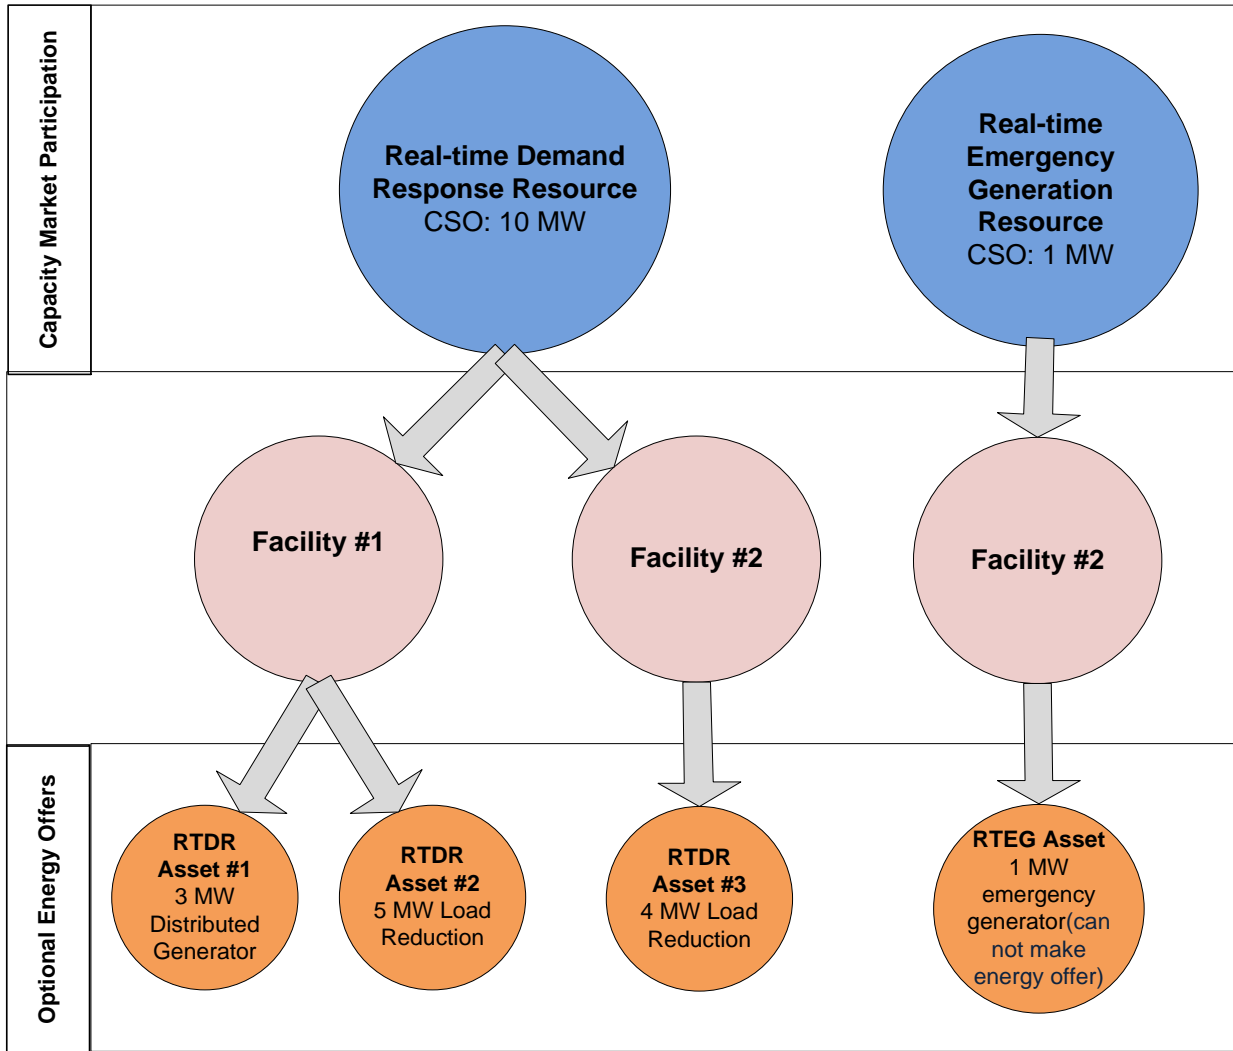 Capacity Market Participation
Real-time Demand
Response Resource
CSO: 10 MW
Real-time
Emergency
Generation
Resource
CSO: 1 MW
Facility #1
Facility #2
Facility #2
Optional Energy Offers
RTDR
Asset #1
3 MW
Distributed
Generator
RTDR
Asset #2
5 MW Load
Reduction
RTDR
Asset #3
4 MW Load
Reduction
RTEG Asset
1 MW
emergency
generator(can
not make
energy offer)